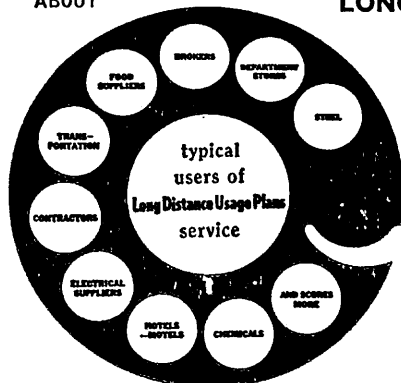 ABOUT
LONG
BROKERS
DEPARTMENT
STORES
FOOD
SUPPLIERS
STEEL
TRANS-
PORTATION
typical
users of
Long Distance Usage Plans
service
CONTRACTORS
ELECTRICAL
SUPPLIERS
AND SCORES
MORE
HOTELS
—MOTELS
CHEMICALS